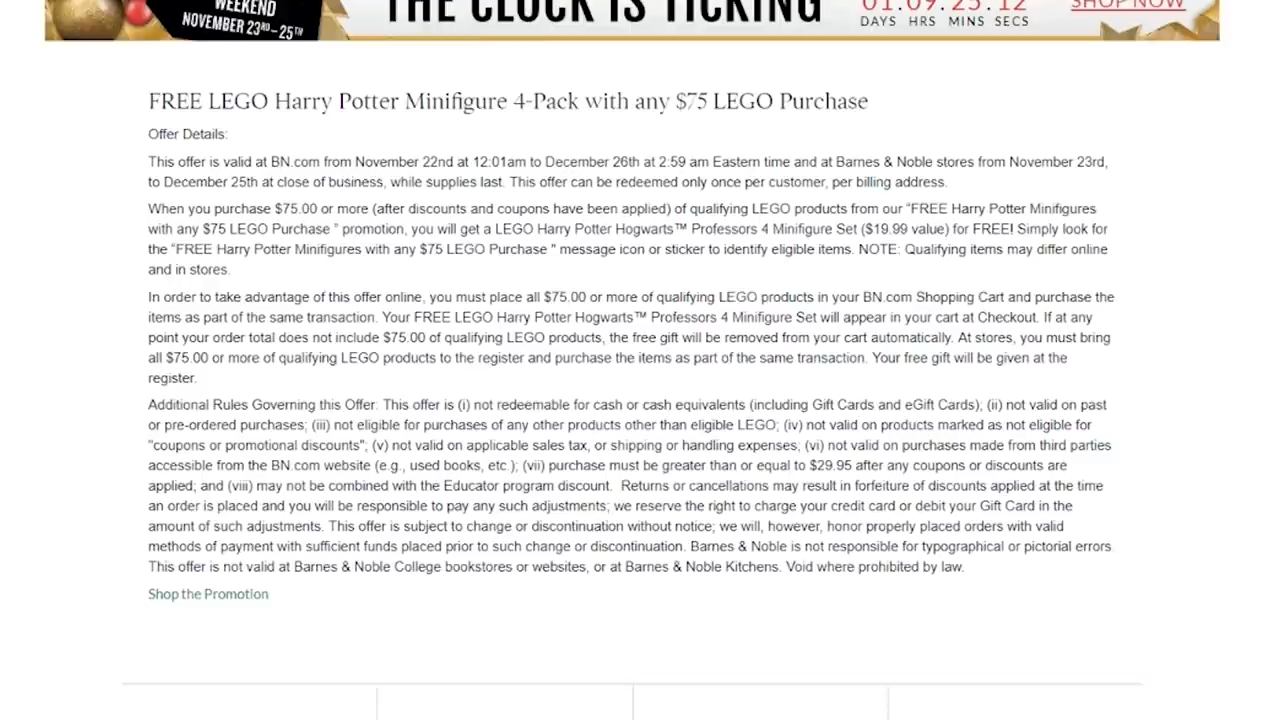 WEEKEND
NOVEMBER 23RD–25TH
THE CLOCK IS TICKING
01:09:25:12
DAYS HRS MINS SECS
SHOP NOW
FREE LEGO Harry Potter Minifigure 4-Pack with any $75 LEGO Purchase
Offer Details:
This offer is valid at BN.com from November 22nd at 12:01am to December 26th at 2:59 am Eastern time and at Barnes & Noble stores from November 23rd,
to December 25th at close of business, while supplies last. This offer can be redeemed only once per customer, per billing address.
When you purchase $75.00 or more (after discounts and coupons have been applied) of qualifying LEGO products from our “FREE Harry Potter Minifigures
with any $75 LEGO Purchase ” promotion, you will get a LEGO Harry Potter Hogwarts™ Professors 4 Minifigure Set ($19.99 value) for FREE! Simply look for
the “FREE Harry Potter Minifigures with any $75 LEGO Purchase " message icon or sticker to identify eligible items. NOTE: Qualifying items may differ online
and in stores.
In order to take advantage of this offer online, you must place all $75.00 or more of qualifying LEGO products in your BN.com Shopping Cart and purchase the
items as part of the same transaction. Your FREE LEGO Harry Potter Hogwarts™ Professors 4 Minifigure Set will appear in your cart at Checkout. If at any
point your order total does not include $75.00 of qualifying LEGO products, the free gift will be removed from your cart automatically. At stores, you must bring
all $75.00 or more of qualifying LEGO products to the register and purchase the items as part of the same transaction. Your free gift will be given at the
register.
Additional Rules Governing this Offer: This offer is (i) not redeemable for cash or cash equivalents (including Gift Cards and eGift Cards); (ii) not valid on past
or pre-ordered purchases; (iii) not eligible for purchases of any other products other than eligible LEGO; (iv) not valid on products marked as not eligible for
"coupons or promotional discounts"; (v) not valid on applicable sales tax, or shipping or handling expenses; (vi) not valid on purchases made from third parties
accessible from the BN.com website (e.g., used books, etc.); (vii) purchase must be greater than or equal to $29.95 after any coupons or discounts are
applied; and (viii) may not be combined with the Educator program discount. Returns or cancellations may result in forfeiture of discounts applied at the time
an order is placed and you will be responsible to pay any such adjustments; we reserve the right to charge your credit card or debit your Gift Card in the
amount of such adjustments. This offer is subject to change or discontinuation without notice; we will, however, honor properly placed orders with valid
methods of payment with sufficient funds placed prior to such change or discontinuation. Barnes & Noble is not responsible for typographical or pictorial errors.
This offer is not valid at Barnes & Noble College bookstores or websites, or at Barnes & Noble Kitchens. Void where prohibited by law.
Shop the Promotion